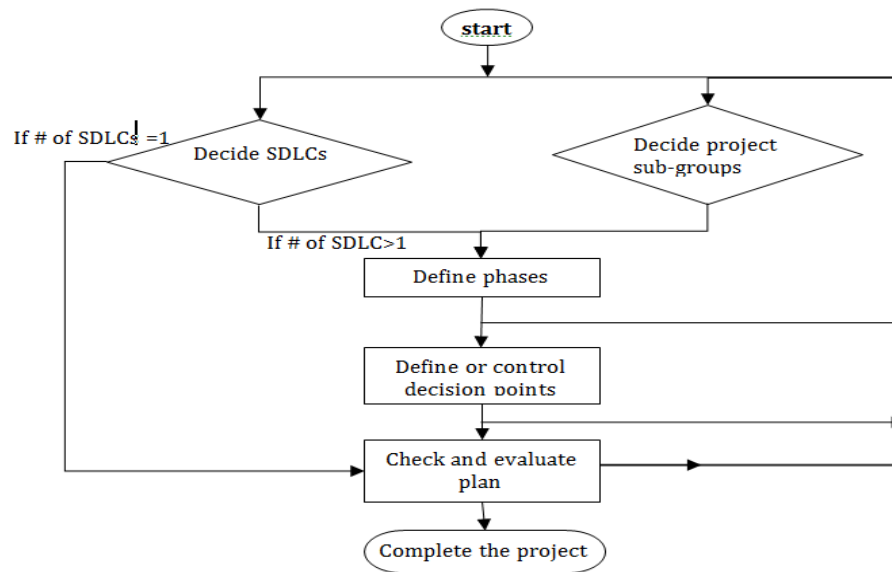 start
If # of SDLCs =1
Decide SDLCs
Decide project
sub-groups
If # of SDLC>1
Define phases
Define or control
decision points
Check and evaluate
plan
Complete the project